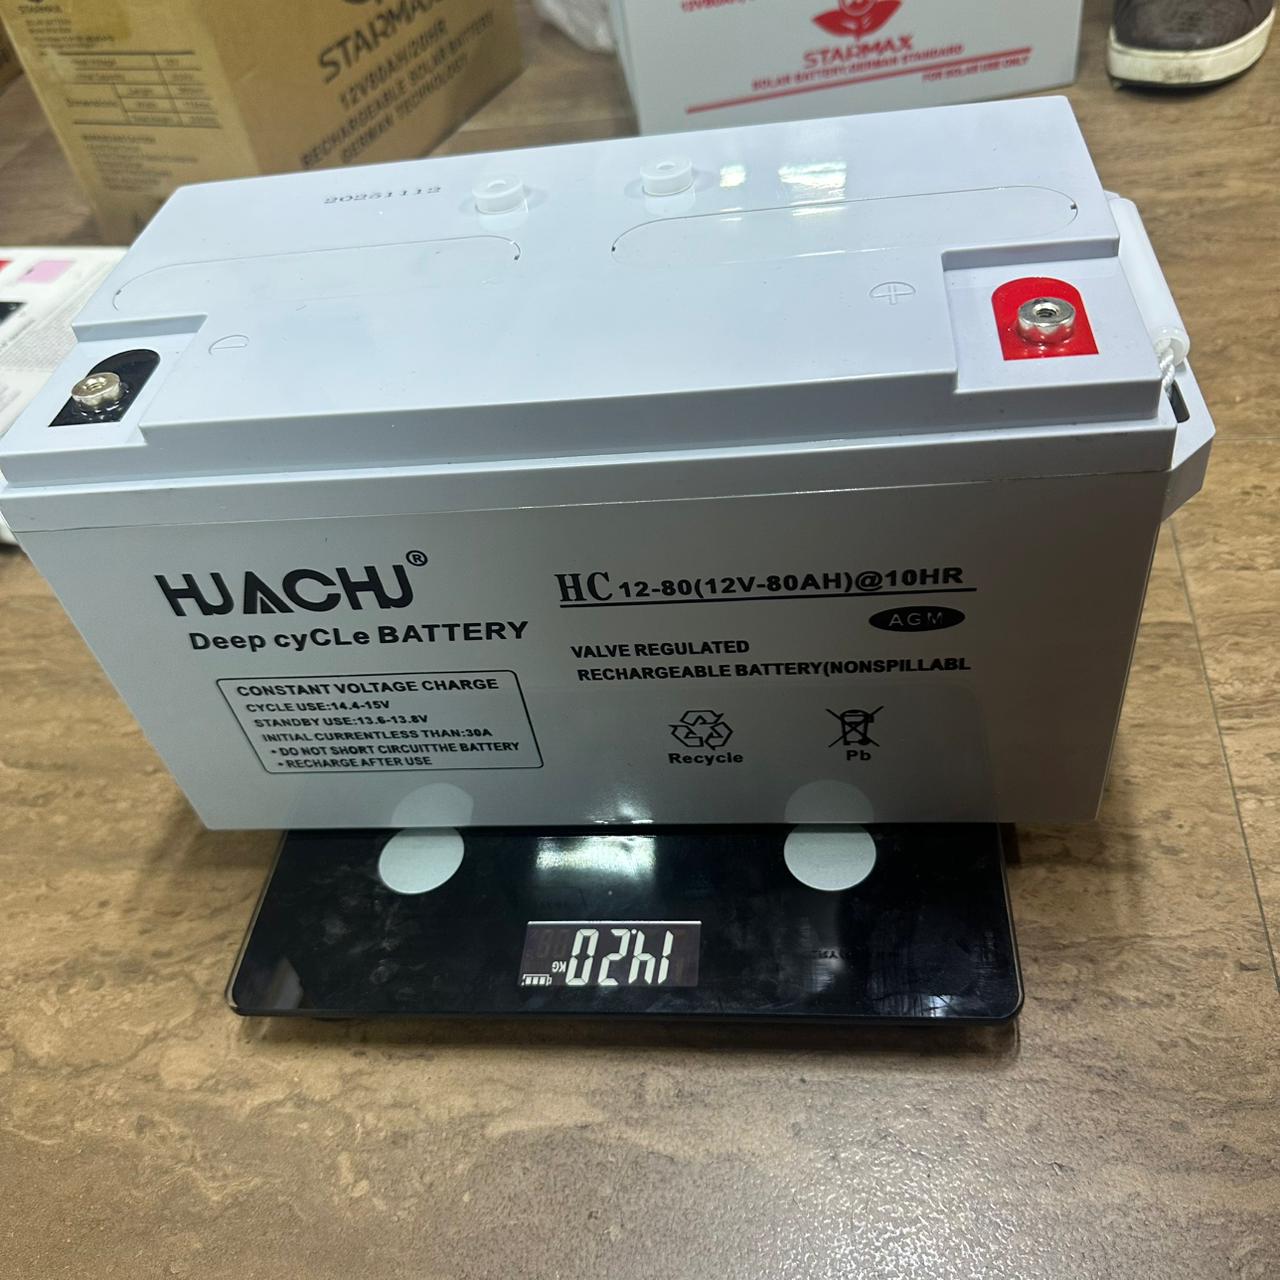 STARMAX
STARMAX
12V80AH/20HR
RECHARGEABLE SOLAR BATTERY
GERMAN TECHNOLOGY
STARMAX
SOLAR BATTERY,GERMAN STANDARD
FOR SOLAR USE ONLY
20251112
HUACHU®
Deep cyCLe BATTERY
CONSTANT VOLTAGE CHARGE
CYCLE USE:14.4-15V
STANDBY USE:13.6-13.8V
INITIAL CURRENTLESS THAN:30A
• DO NOT SHORT CIRCUITTHE BATTERY
• RECHARGE AFTER USE
HC 12-80(12V-80AH)@10HR
AGM
VALVE REGULATED
RECHARGEABLE BATTERY(NONSPILLABL
Recycle
Pb
14.20 KG